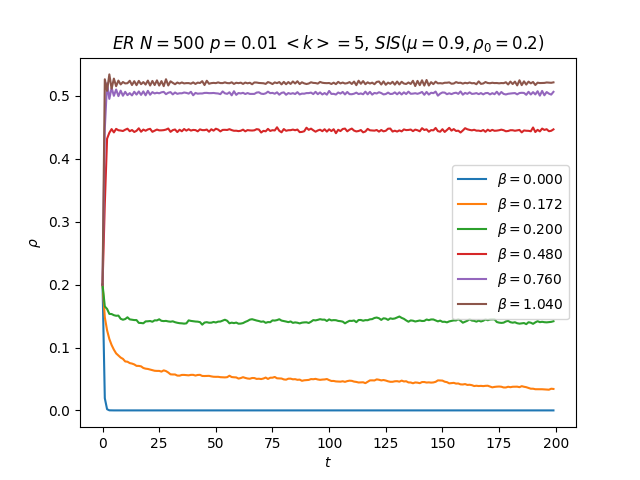 ER N = 500 p = 0.01 < k > = 5, SIS(μ = 0.9, ρ₀ = 0.2)
0.5
0.4
0.3
0.2
0.1
0.0
ρ
β = 0.000
β = 0.172
β = 0.200
β = 0.480
β = 0.760
β = 1.040
0 25 50 75 100 125 150 175 200
t